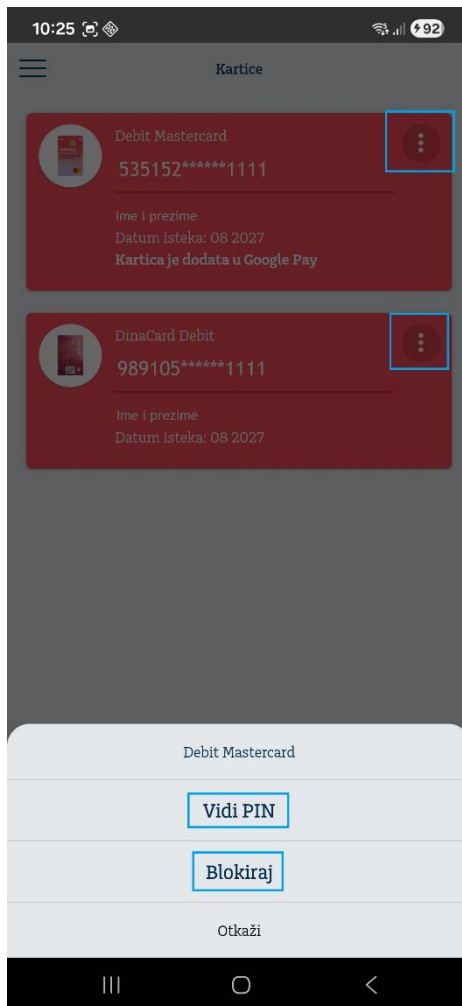 10:25
92
Kartice
Debit Mastercard
535152******1111
Ime i prezime
Datum isteka: 08 2027
Kartica je dodata u Google Pay
DinaCard Debit
989105******1111
Ime i prezime
Datum isteka: 08 2027
Debit Mastercard
Vidi PIN
Blokiraj
Otkaži